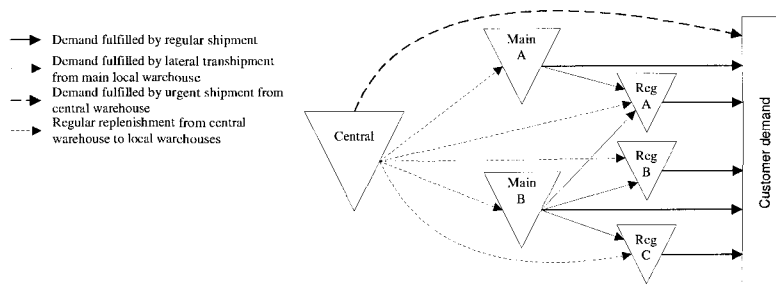 Demand fulfilled by regular shipment
Demand fulfilled by lateral transhipment
from main local warehouse
Demand fulfilled by urgent shipment from
central warehouse
Regular replenishment from central
warehouse to local warehouses
Central
Main
A
Reg
A
Reg
B
Main
B
Reg
C
Customer demand